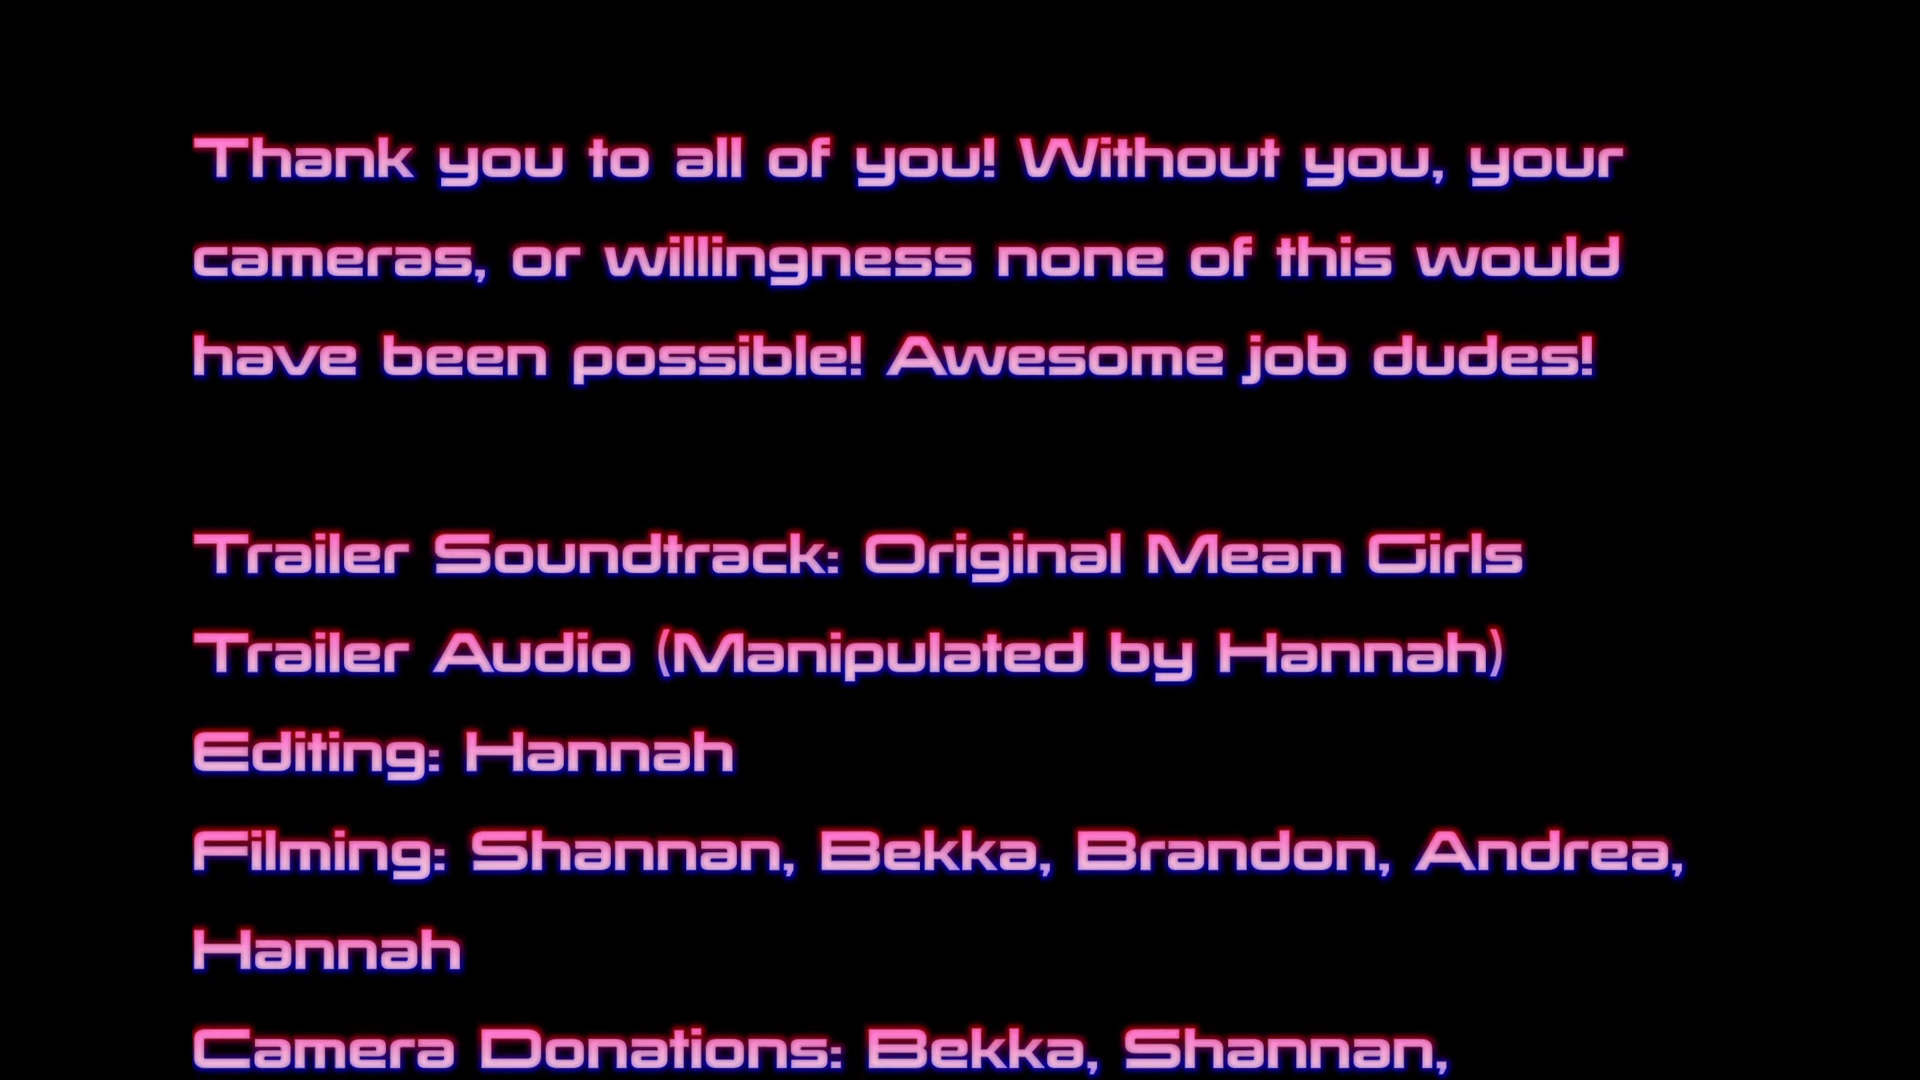 Thank you to all of you! Without you, your
cameras, or willingness none of this would
have been possible! Awesome job dudes!
Trailer Soundtrack: Original Mean Girls
Trailer Audio (Manipulated by Hannah)
Editing: Hannah
Filming: Shannan, Bekka, Brandon, Andrea,
Hannah
Camera Donations: Bekka, Shannan,